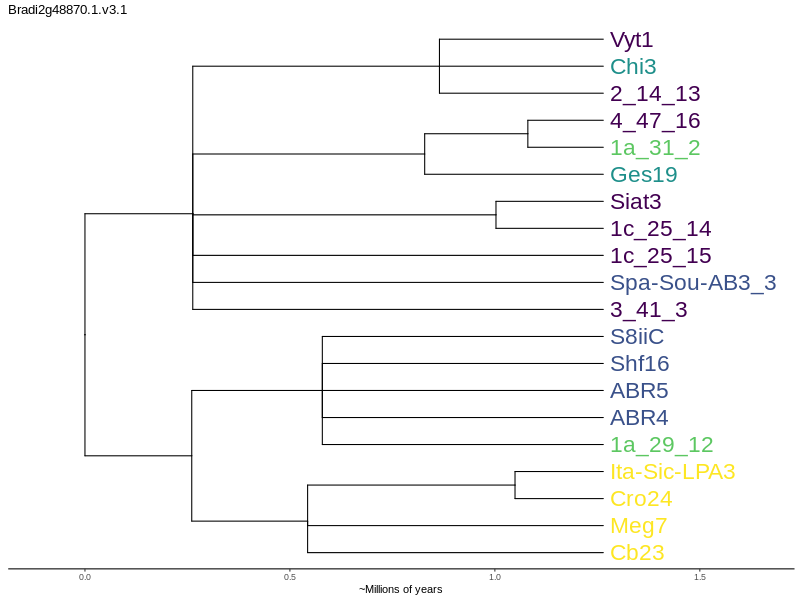 Bradi2g48870.1.v3.1
Vyt1
Chi3
2_14_13
4_47_16
1a_31_2
Ges19
Siat3
1c_25_14
1c_25_15
Spa-Sou-AB3_3
3_41_3
S8iiC
Shf16
ABR5
ABR4
1a_29_12
Ita-Sic-LPA3
Cro24
Meg7
Cb23
0.0 0.5 1.0 1.5
~Millions of years